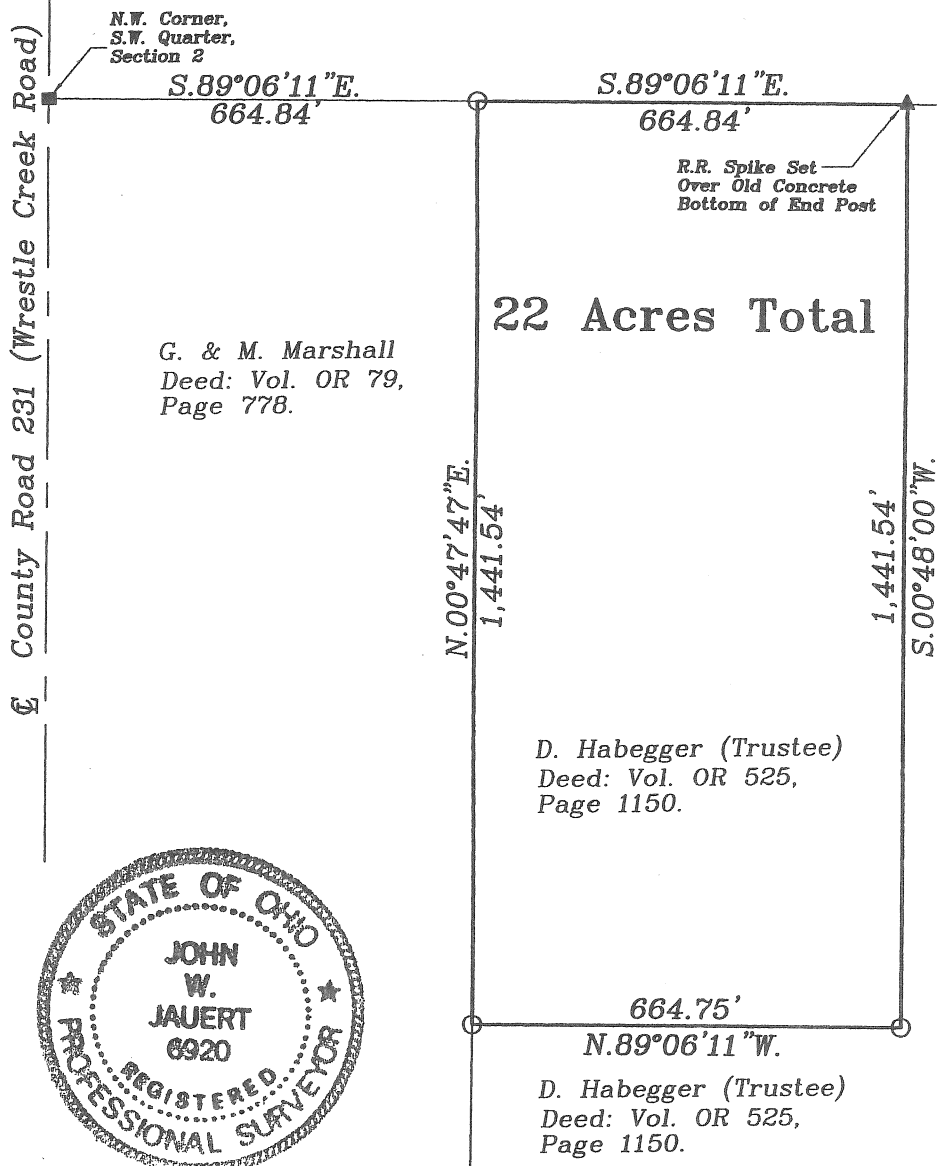 N.W. Corner,
S.W. Quarter,
Section 2
S.89°06'11"E.
664.84'
S.89°06'11"E.
664.84'
R.R. Spike Set
Over Old Concrete
Bottom of End Post
22 Acres Total
G. & M. Marshall
Deed: Vol. OR 79,
Page 778.
℄ County Road 231 (Wrestle Creek Road)
N.00°47'47"E.
1,441.54'
1,441.54'
S.00°48'00"W.
D. Habegger (Trustee)
Deed: Vol. OR 525,
Page 1150.
STATE OF OHIO
JOHN
W.
JAUERT
6920
REGISTERED
PROFESSIONAL SURVEYOR
664.75'
N.89°06'11"W.
D. Habegger (Trustee)
Deed: Vol. OR 525,
Page 1150.